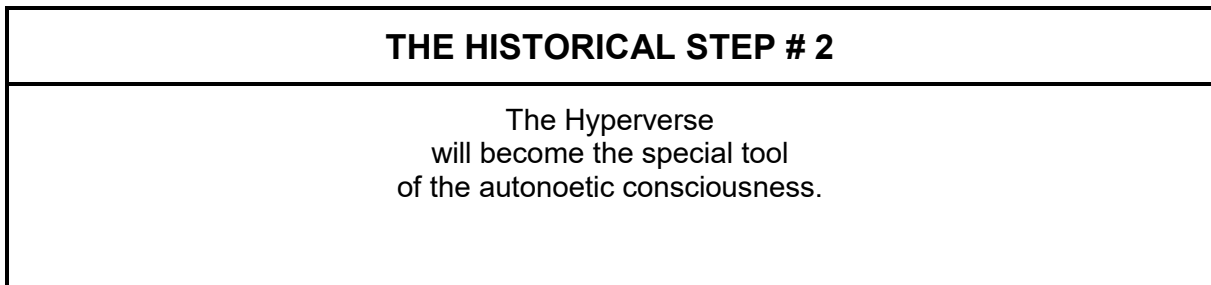 THE HISTORICAL STEP # 2
The Hyperverse
will become the special tool
of the autonoetic consciousness.